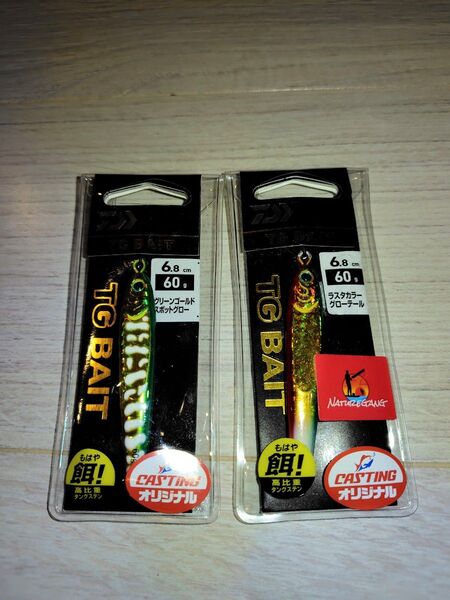 TG BAIT
6.8 cm
60 g
グリーンゴールド
スポットグロー
TG BAIT
もはや
餌!
高比重
タングステン
CASTING
オリジナル
6.8 cm
60 g
ラスタカラー
グローテール
TG BAIT
NATUREGANG
もはや
餌!
高比重
タングステン
CASTING
オリジナル